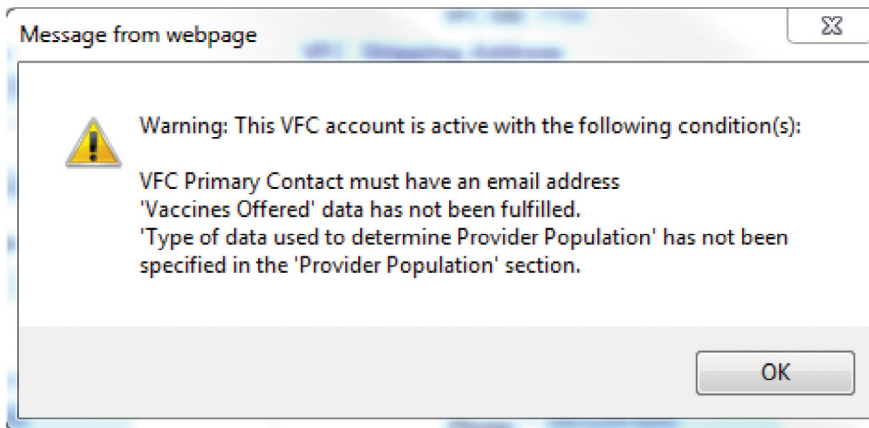 Message from webpage
Warning: This VFC account is active with the following condition(s):
VFC Primary Contact must have an email address
'Vaccines Offered' data has not been fulfilled.
'Type of data used to determine Provider Population' has not been
specified in the 'Provider Population' section.
OK